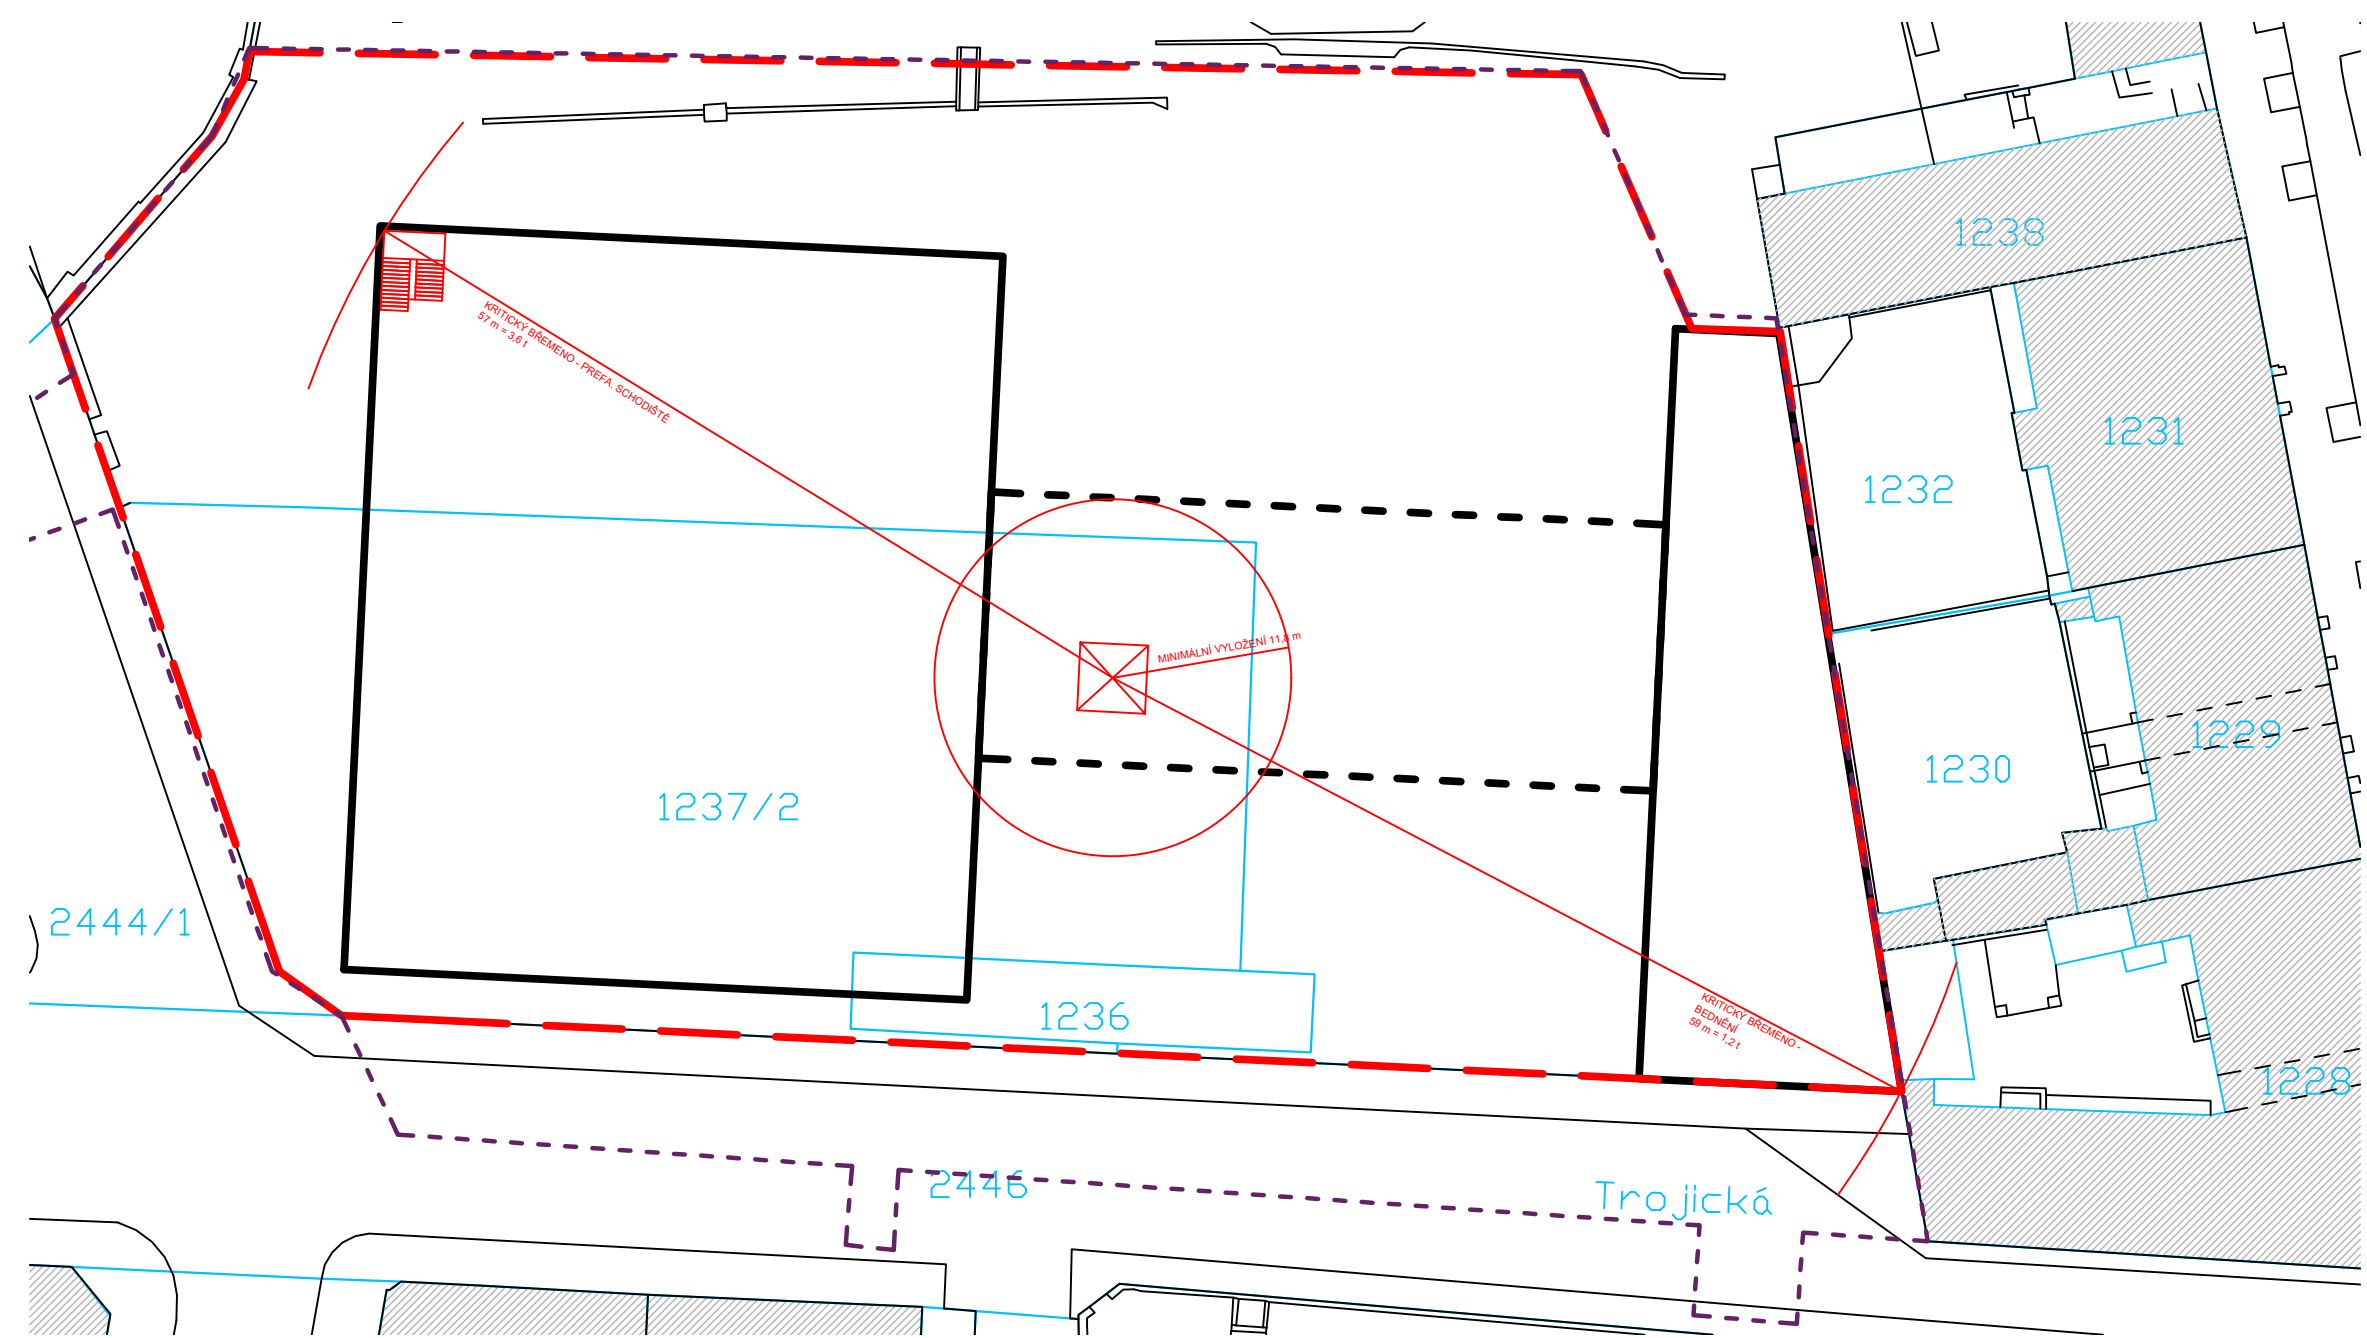 1238
KRITICKÝ BŘEMENO - PREFA. SCHODIŠTĚ
57 m = 3,6 t
1231
1232
MINIMÁLNÍ VYLOŽENÍ 11,8 m
1229
1230
1237/2
2444/1
1236
KRITICKÝ BŘEMENO -
BEDNĚNÍ
59 m = 1,2 t
1228
2446
Trojická